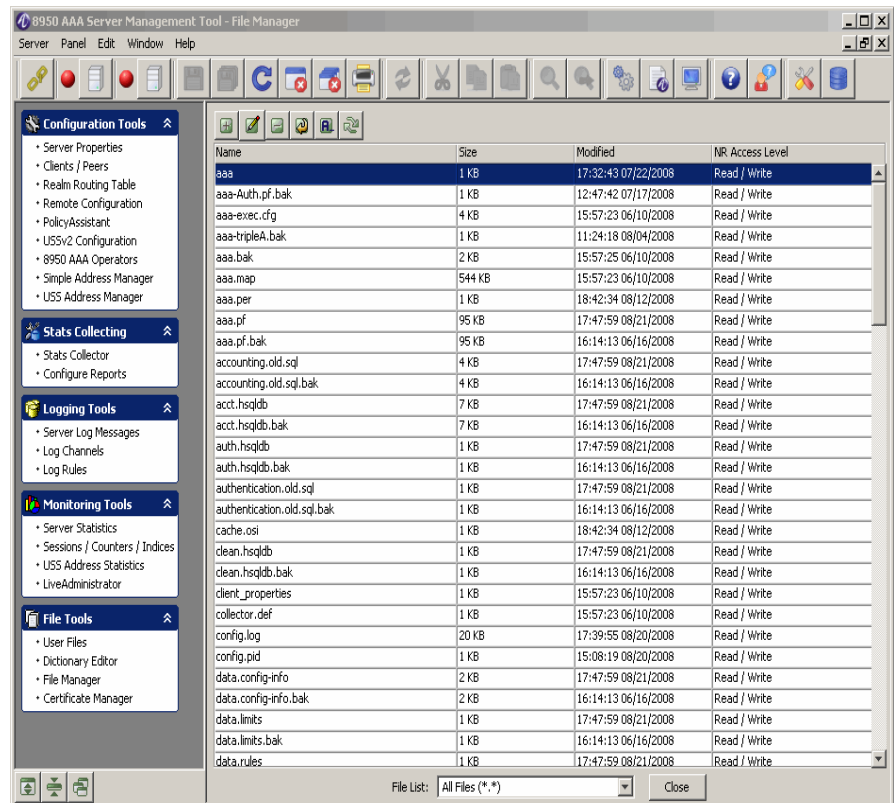 8950 AAA Server Management Tool - File Manager
Server Panel Edit Window Help
Configuration Tools
Server Properties
Clients / Peers
Realm Routing Table
Remote Configuration
PolicyAssistant
USSv2 Configuration
8950 AAA Operators
Simple Address Manager
USS Address Manager
Stats Collecting
Stats Collector
Configure Reports
Logging Tools
Server Log Messages
Log Channels
Log Rules
Monitoring Tools
Server Statistics
Sessions / Counters / Indices
USS Address Statistics
LiveAdministrator
File Tools
User Files
Dictionary Editor
File Manager
Certificate Manager
Name Size Modified NR Access Level
aaa 1 KB 17:32:43 07/22/2008 Read / Write
aaa-Auth.pf.bak 1 KB 12:47:42 07/17/2008 Read / Write
aaa-exec.cfg 4 KB 15:57:23 06/10/2008 Read / Write
aaa-tripleA.bak 1 KB 11:24:18 08/04/2008 Read / Write
aaa.bak 2 KB 15:57:25 06/10/2008 Read / Write
aaa.map 544 KB 15:57:23 06/10/2008 Read / Write
aaa.per 1 KB 18:42:34 08/12/2008 Read / Write
aaa.pf 95 KB 17:47:59 08/21/2008 Read / Write
aaa.pf.bak 95 KB 16:14:13 06/16/2008 Read / Write
accounting.old.sql 4 KB 17:47:59 08/21/2008 Read / Write
accounting.old.sql.bak 4 KB 16:14:13 06/16/2008 Read / Write
acct.hsqldb 7 KB 17:47:59 08/21/2008 Read / Write
acct.hsqldb.bak 7 KB 16:14:13 06/16/2008 Read / Write
auth.hsqldb 1 KB 17:47:59 08/21/2008 Read / Write
auth.hsqldb.bak 1 KB 16:14:13 06/16/2008 Read / Write
authentication.old.sql 1 KB 17:47:59 08/21/2008 Read / Write
authentication.old.sql.bak 1 KB 16:14:13 06/16/2008 Read / Write
cache.osi 1 KB 18:42:34 08/12/2008 Read / Write
clean.hsqldb 1 KB 17:47:59 08/21/2008 Read / Write
clean.hsqldb.bak 1 KB 16:14:13 06/16/2008 Read / Write
client_properties 1 KB 15:57:23 06/10/2008 Read / Write
collector.def 1 KB 15:57:23 06/10/2008 Read / Write
config.log 20 KB 17:39:55 08/20/2008 Read / Write
config.pid 1 KB 15:08:19 08/20/2008 Read / Write
data.config-info 2 KB 17:47:59 08/21/2008 Read / Write
data.config-info.bak 2 KB 16:14:13 06/16/2008 Read / Write
data.limits 1 KB 17:47:59 08/21/2008 Read / Write
data.limits.bak 1 KB 16:14:13 06/16/2008 Read / Write
data.rules 1 KB 17:47:59 08/21/2008 Read / Write
File List: All Files (*.*) Close